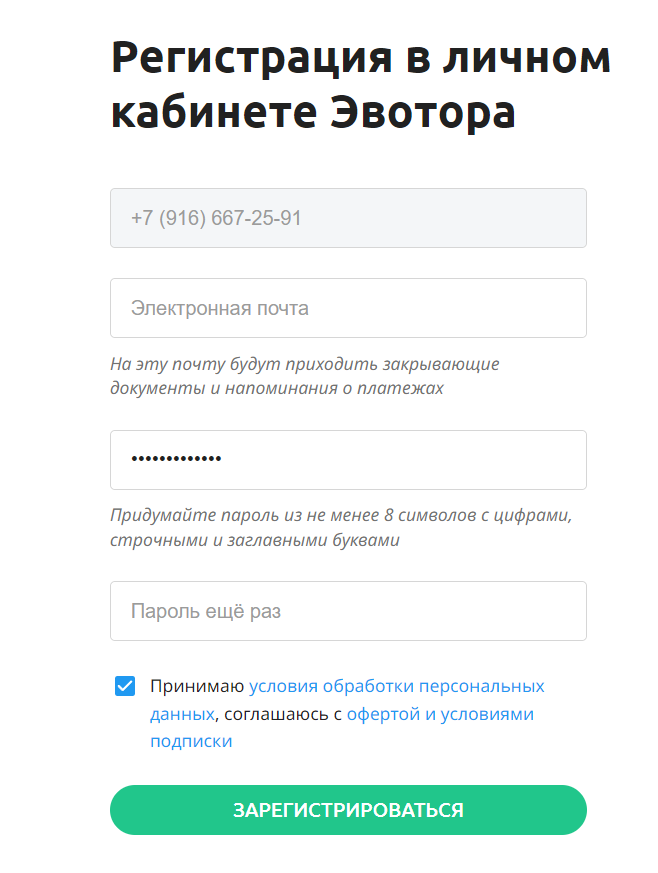 Регистрация в личном
кабинете Эвотора
+7 (916) 667-25-91
Электронная почта
На эту почту будут приходить закрывающие
документы и напоминания о платежах
•••••••••••••
Придумайте пароль из не менее 8 символов с цифрами,
строчными и заглавными буквами
Пароль ещё раз
Принимаю условия обработки персональных
данных, соглашаюсь с офертой и условиями
подписки
ЗАРЕГИСТРИРОВАТЬСЯ